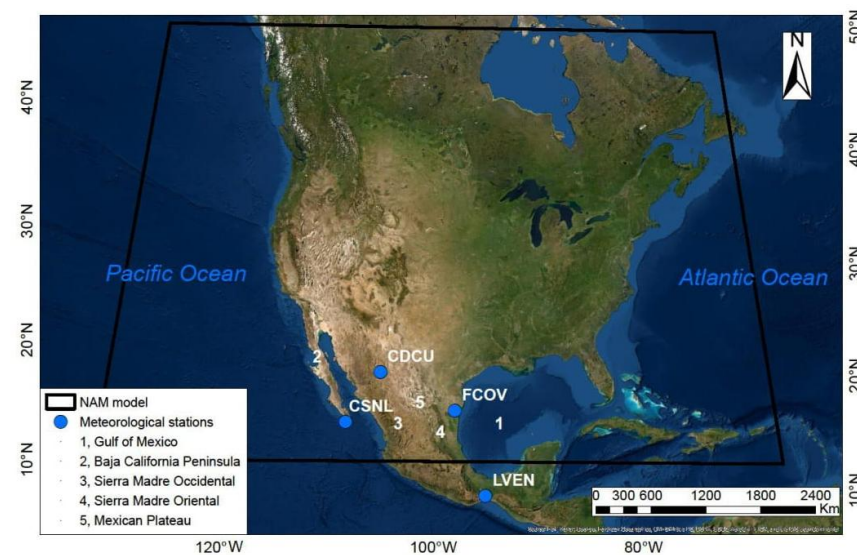 50°N
N
40°N
40°N
30°N
30°N
Pacific Ocean
Atlantic Ocean
20°N
20°N
2
CDCU
CSNL
FCOV
5
3
4
1
10°N
10°N
LVEN
NAM model
Meteorological stations
1, Gulf of Mexico
2, Baja California Peninsula
3, Sierra Madre Occidental
4, Sierra Madre Oriental
5, Mexican Plateau
0 300 600 1200 1800 2400
Km
120°W 100°W 80°W